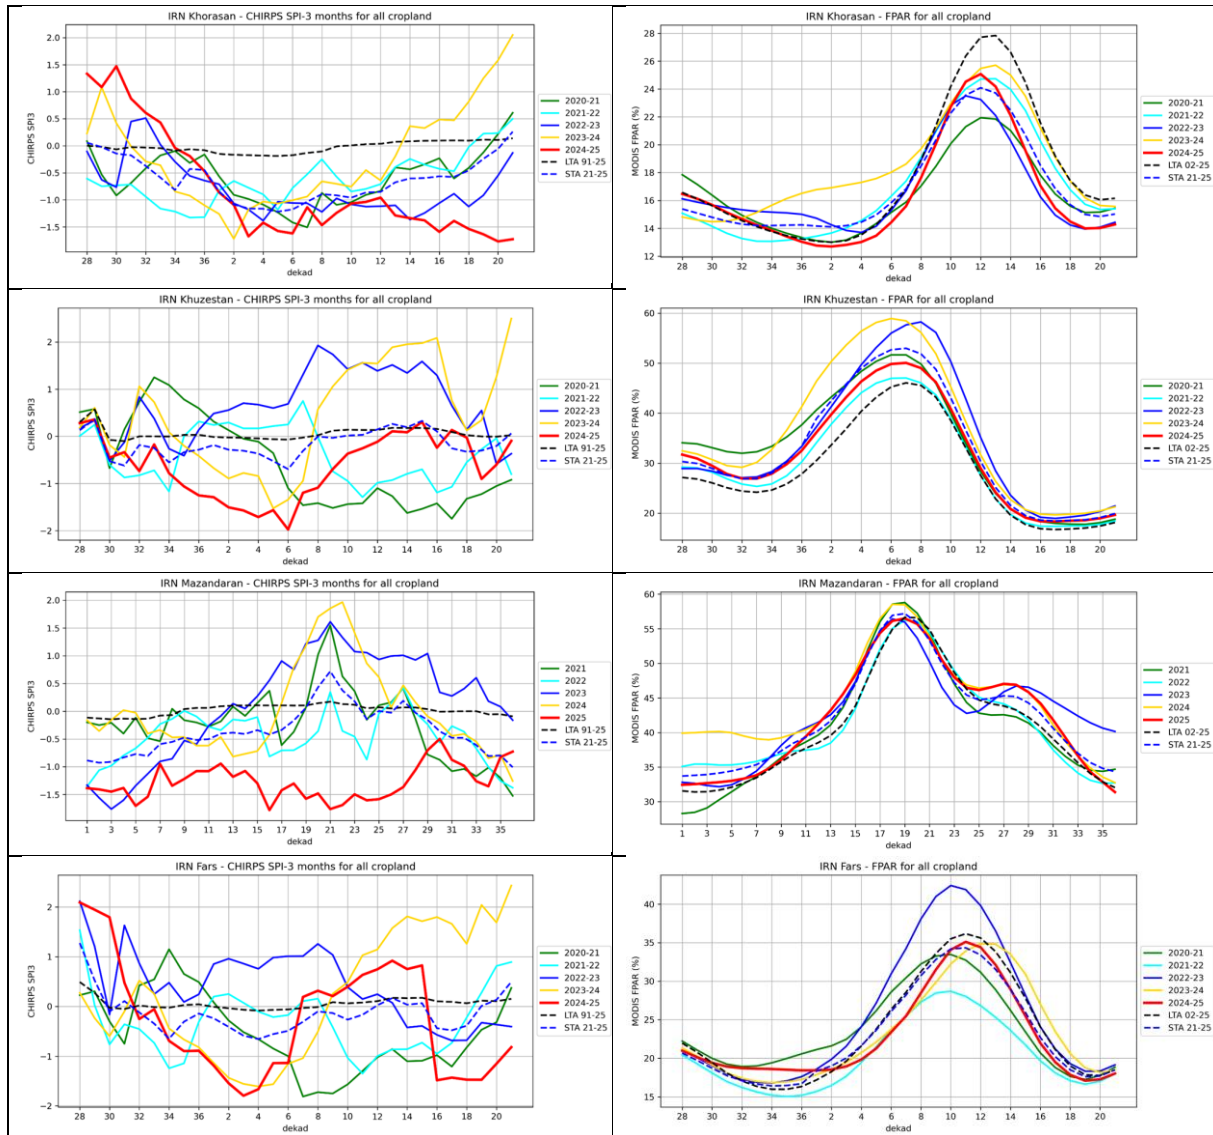 IRN Khorasan - CHIRPS SPI-3 months for all cropland
CHIRPS SPI3
2.0
1.5
1.0
0.5
0.0
−0.5
−1.0
−1.5
28 30 32 34 36 2 4 6 8 10 12 14 16 18 20
dekad
2020-21
2021-22
2022-23
2023-24
2024-25
LTA 91-25
STA 21-25
IRN Khorasan - FPAR for all cropland
MODIS FPAR (%)
28
26
24
22
20
18
16
14
12
28 30 32 34 36 2 4 6 8 10 12 14 16 18 20
dekad
2020-21
2021-22
2022-23
2023-24
2024-25
LTA 02-25
STA 21-25
IRN Khuzestan - CHIRPS SPI-3 months for all cropland
CHIRPS SPI3
2
1
0
−1
−2
28 30 32 34 36 2 4 6 8 10 12 14 16 18 20
dekad
2020-21
2021-22
2022-23
2023-24
2024-25
LTA 91-25
STA 21-25
IRN Khuzestan - FPAR for all cropland
MODIS FPAR (%)
60
50
40
30
20
28 30 32 34 36 2 4 6 8 10 12 14 16 18 20
dekad
2020-21
2021-22
2022-23
2023-24
2024-25
LTA 02-25
STA 21-25
IRN Mazandaran - CHIRPS SPI-3 months for all cropland
CHIRPS SPI3
2.0
1.5
1.0
0.5
0.0
−0.5
−1.0
−1.5
1 3 5 7 9 11 13 15 17 19 21 23 25 27 29 31 33 35
dekad
2021
2022
2023
2024
2025
LTA 91-25
STA 21-25
IRN Mazandaran - FPAR for all cropland
MODIS FPAR (%)
60
55
50
45
40
35
30
1 3 5 7 9 11 13 15 17 19 21 23 25 27 29 31 33 35
dekad
2021
2022
2023
2024
2025
LTA 02-25
STA 21-25
IRN Fars - CHIRPS SPI-3 months for all cropland
CHIRPS SPI3
2
1
0
−1
−2
28 30 32 34 36 2 4 6 8 10 12 14 16 18 20
dekad
2020-21
2021-22
2022-23
2023-24
2024-25
LTA 91-25
STA 21-25
IRN Fars - FPAR for all cropland
MODIS FPAR (%)
40
35
30
25
20
15
28 30 32 34 36 2 4 6 8 10 12 14 16 18 20
dekad
2020-21
2021-22
2022-23
2023-24
2024-25
LTA 02-25
STA 21-25